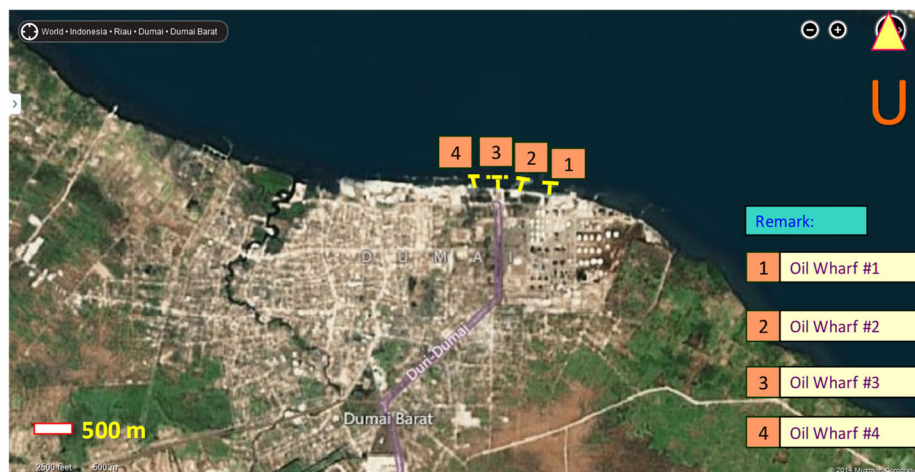 World • Indonesia • Riau • Dumai • Dumai Barat
U
4
3
2
1
D U M A I
Remark:
1 Oil Wharf #1
2 Oil Wharf #2
3 Oil Wharf #3
4 Oil Wharf #4
Duri-Dumai
Dumai Barat
500 m
2500 feet 500 m